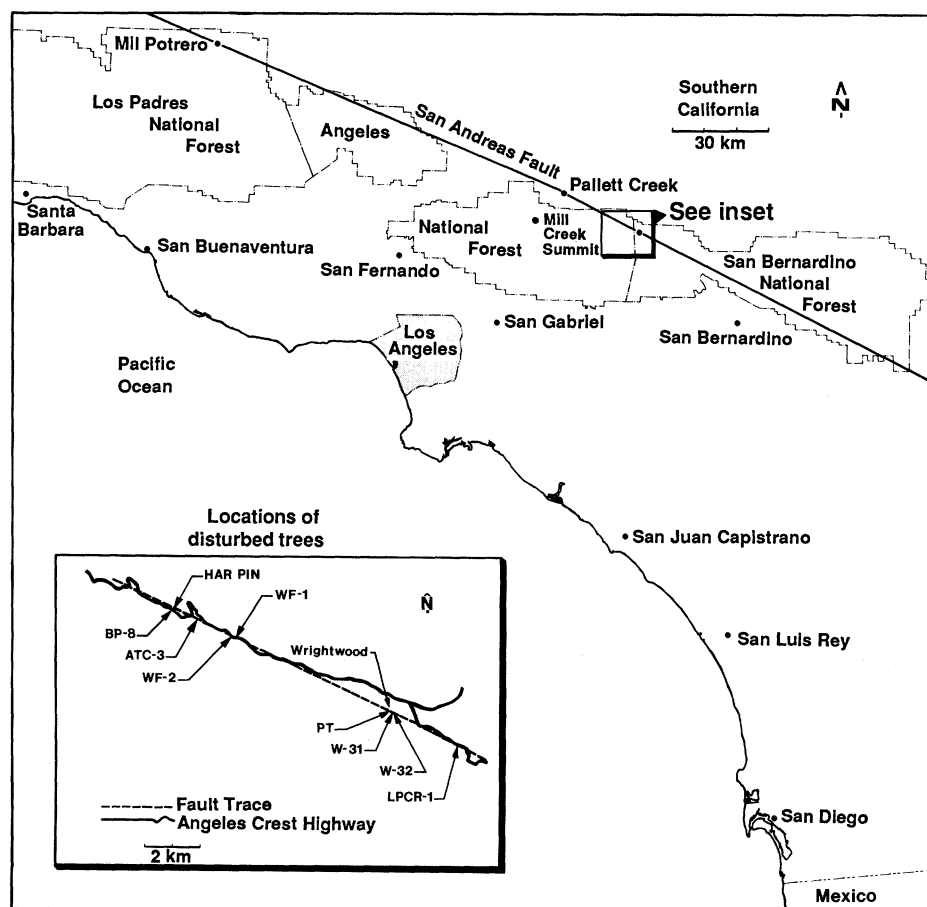 Mil Potrero
Los Padres
National
Forest
Angeles
San Andreas Fault
Southern
California
30 km
N
Pallett Creek
See inset
Santa
Barbara
San Buenaventura
National
Forest
Mill
Creek
Summit
San Fernando
San Bernardino
National
Forest
San Gabriel
San Bernardino
Los
Angeles
Pacific
Ocean
San Juan Capistrano
San Luis Rey
San Diego
Mexico
Locations of
disturbed trees
HAR PIN
WF-1
N
BP-8
ATC-3
WF-2
Wrightwood
PT
W-31
W-32
LPCR-1
Fault Trace
Angeles Crest Highway
2 km